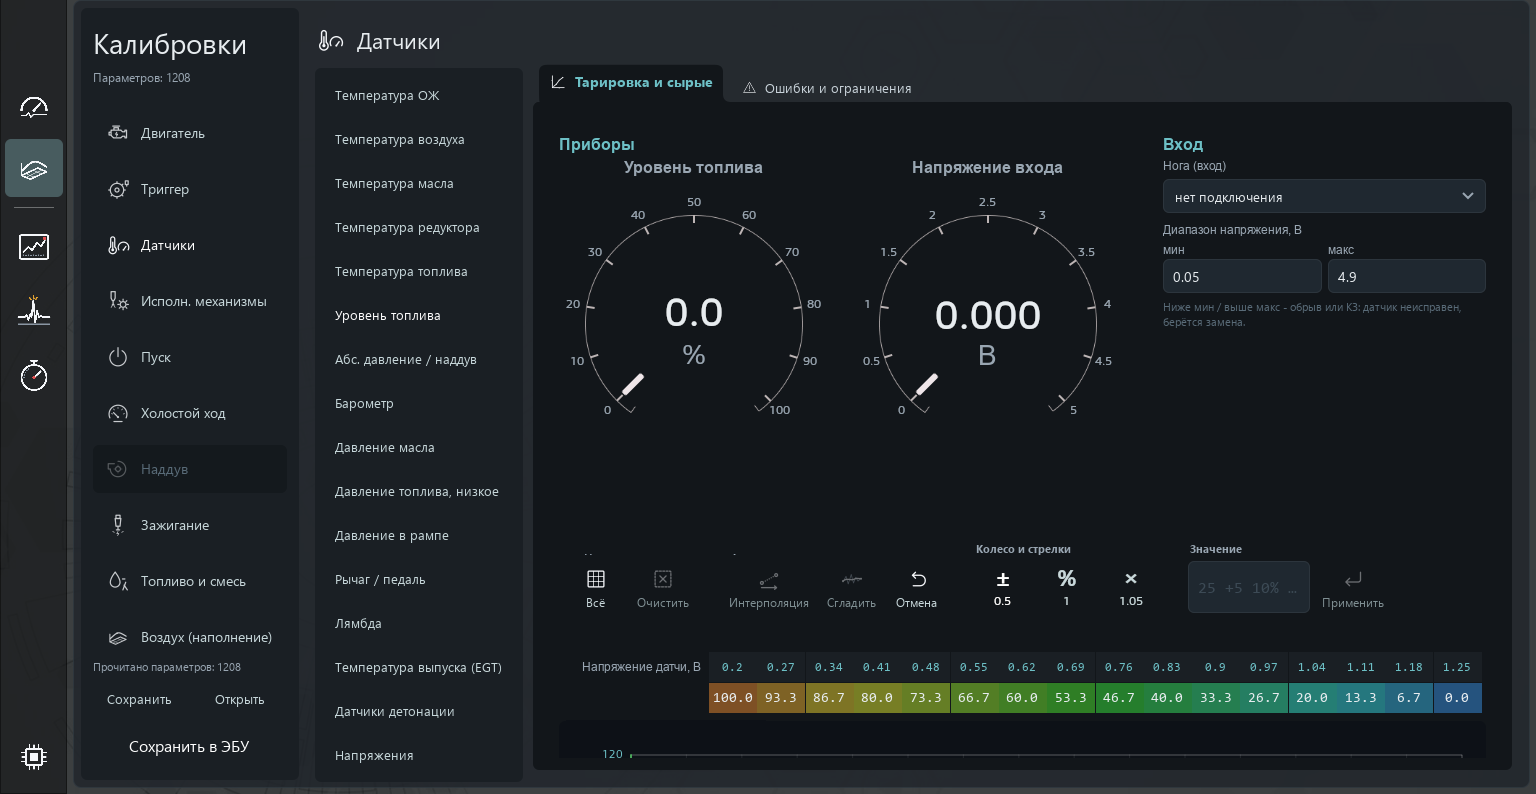 Калибровки
Параметров: 1208
Двигатель
Триггер
Датчики
Исполн. механизмы
Пуск
Холостой ход
Наддув
Зажигание
Топливо и смесь
Воздух (наполнение)
Прочитано параметров: 1208
Сохранить Открыть
Сохранить в ЭБУ
Датчики
Температура ОЖ
Температура воздуха
Температура масла
Температура редуктора
Температура топлива
Уровень топлива
Абс. давление / наддув
Барометр
Давление масла
Давление топлива, низкое
Давление в рампе
Рычаг / педаль
Лямбда
Температура выпуска (EGT)
Датчики детонации
Напряжения
Тарировка и сырые Ошибки и ограничения
Приборы
Уровень топлива
0 10 20 30 40 50 60 70 80 90 100
0.0
%
Напряжение входа
0 0.5 1 1.5 2 2.5 3 3.5 4 4.5 5
0.000
В
Вход
Нога (вход)
нет подключения
Диапазон напряжения, В
мин макс
0.05 4.9
Ниже мин / выше макс - обрыв или КЗ: датчик неисправен,
берётся замена.
Колесо и стрелки Значение
± % × 25 +5 10% …
Всё Очистить Интерполяция Сгладить Отмена 0.5 1 1.05 Применить
Напряжение датчи, В 0.2 0.27 0.34 0.41 0.48 0.55 0.62 0.69 0.76 0.83 0.9 0.97 1.04 1.11 1.18 1.25
100.0 93.3 86.7 80.0 73.3 66.7 60.0 53.3 46.7 40.0 33.3 26.7 20.0 13.3 6.7 0.0
120